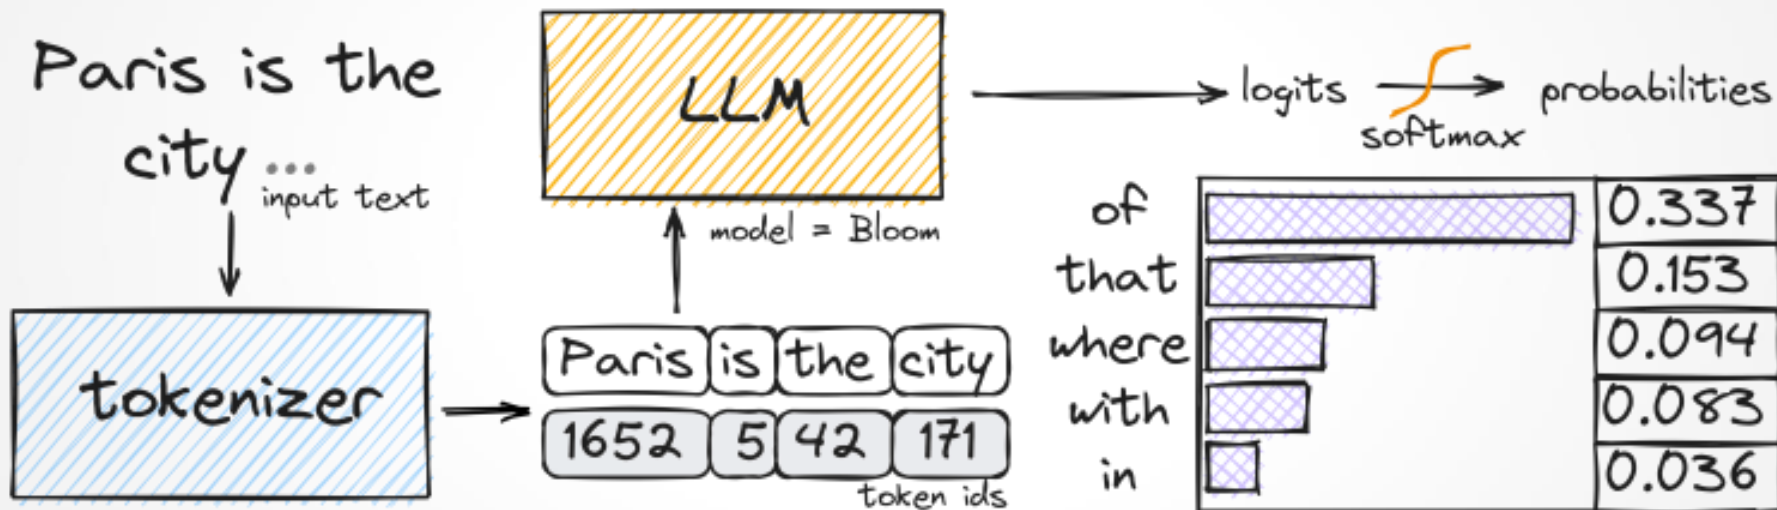 Paris is the
city ...
input text
tokenizer
Paris is the city
1652 5 42 171
token ids
LLM
model = Bloom
logits
softmax
probabilities
of 0.337
that 0.153
where 0.094
with 0.083
in 0.036